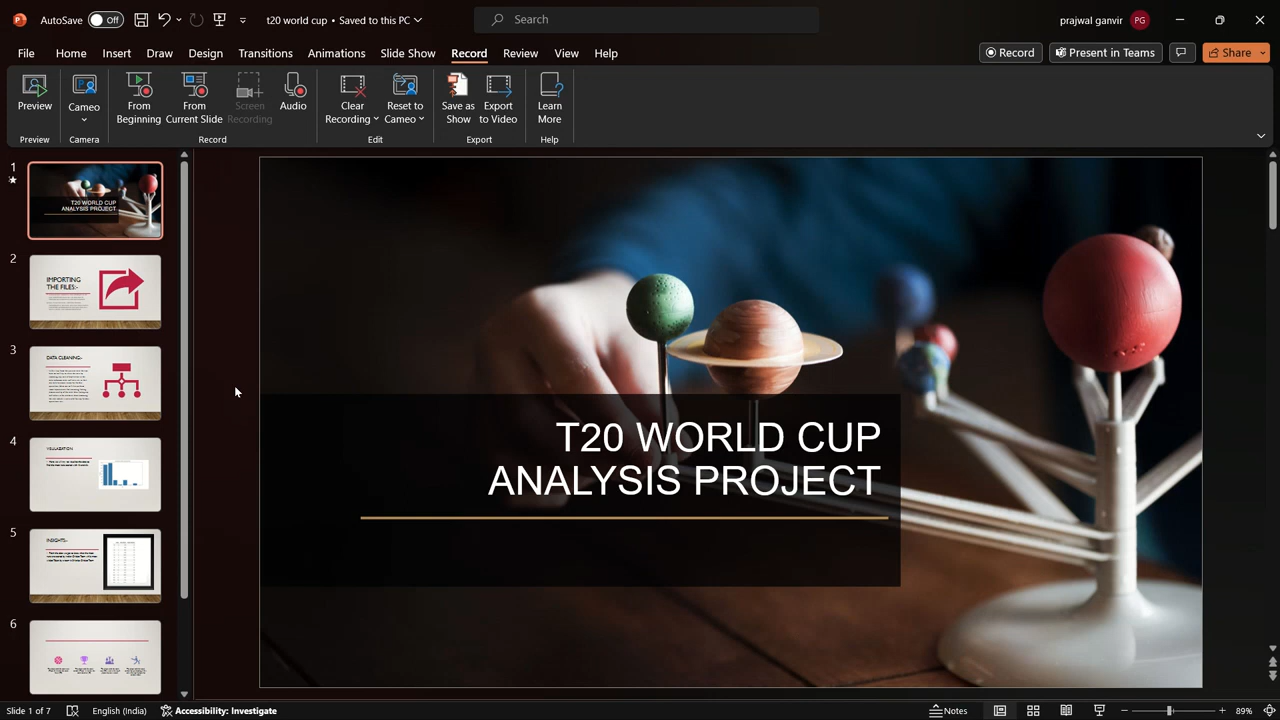 AutoSave Off t20 world cup • Saved to this PC Search prajwal ganvir PG
File Home Insert Draw Design Transitions Animations Slide Show Record Review View Help Record Present in Teams Share
Preview Cameo From Beginning From Current Slide Screen Recording Audio Clear Recording Reset to Cameo Save as Show Export to Video Learn More
Preview Camera Record Edit Export Help
1
T20 WORLD CUP
ANALYSIS PROJECT
2
IMPORTING
THE FILES:-
3
DATA CLEANING:-
4
5
INSIGHTS:-
6
T20 WORLD CUP
ANALYSIS PROJECT
Slide 1 of 7 English (India) Accessibility: Investigate Notes 89%